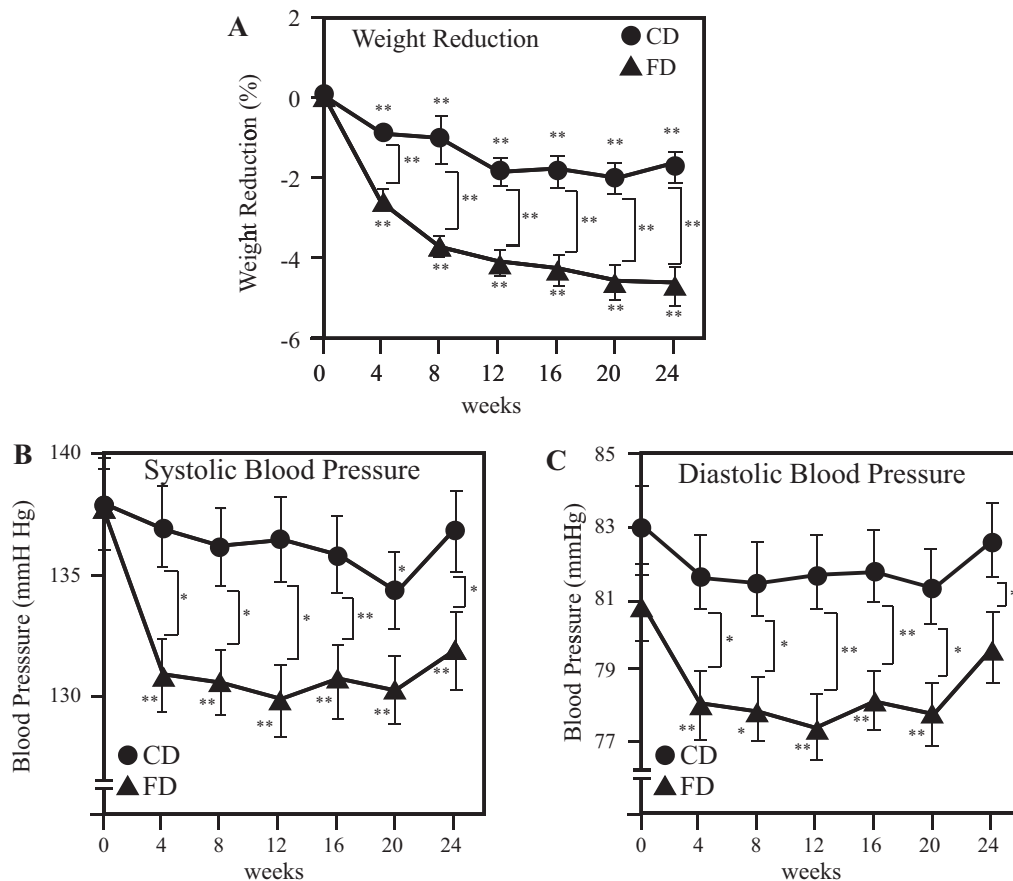 A
Weight Reduction
CD
FD
Weight Reduction (%)
2
0
-2
-4
-6
** ** ** ** ** **
** ** ** ** ** **
** ** ** ** ** **
0 4 8 12 16 20 24
weeks
B
Systolic Blood Pressure
Blood Presssure (mmH Hg)
140
135
130
*
* * * ** *
** ** ** ** ** **
CD
FD
0 4 8 12 16 20 24
weeks
C
Diastolic Blood Pressure
Blood Pressure (mmHg)
85
83
81
79
77
* * ** ** * *
** * ** ** **
CD
FD
0 4 8 12 16 20 24
weeks